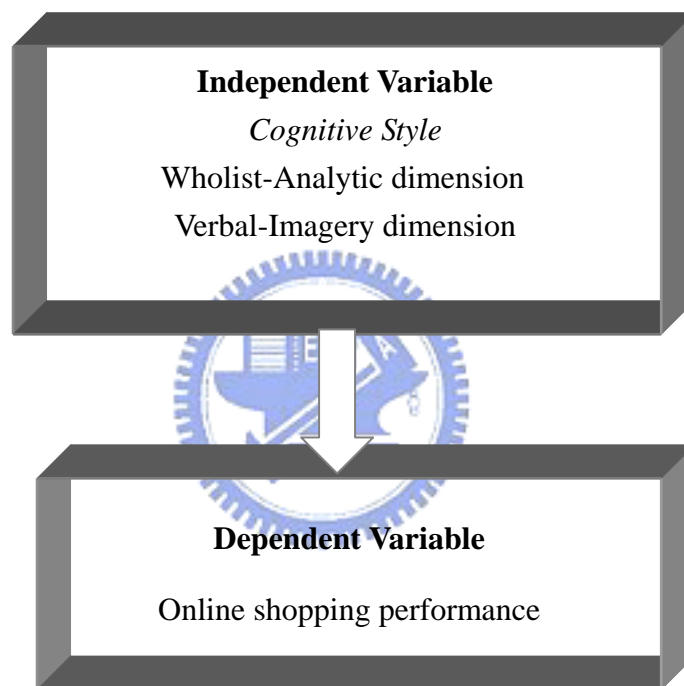 Independent Variable
Cognitive Style
Wholist-Analytic dimension
Verbal-Imagery dimension
Dependent Variable
Online shopping performance